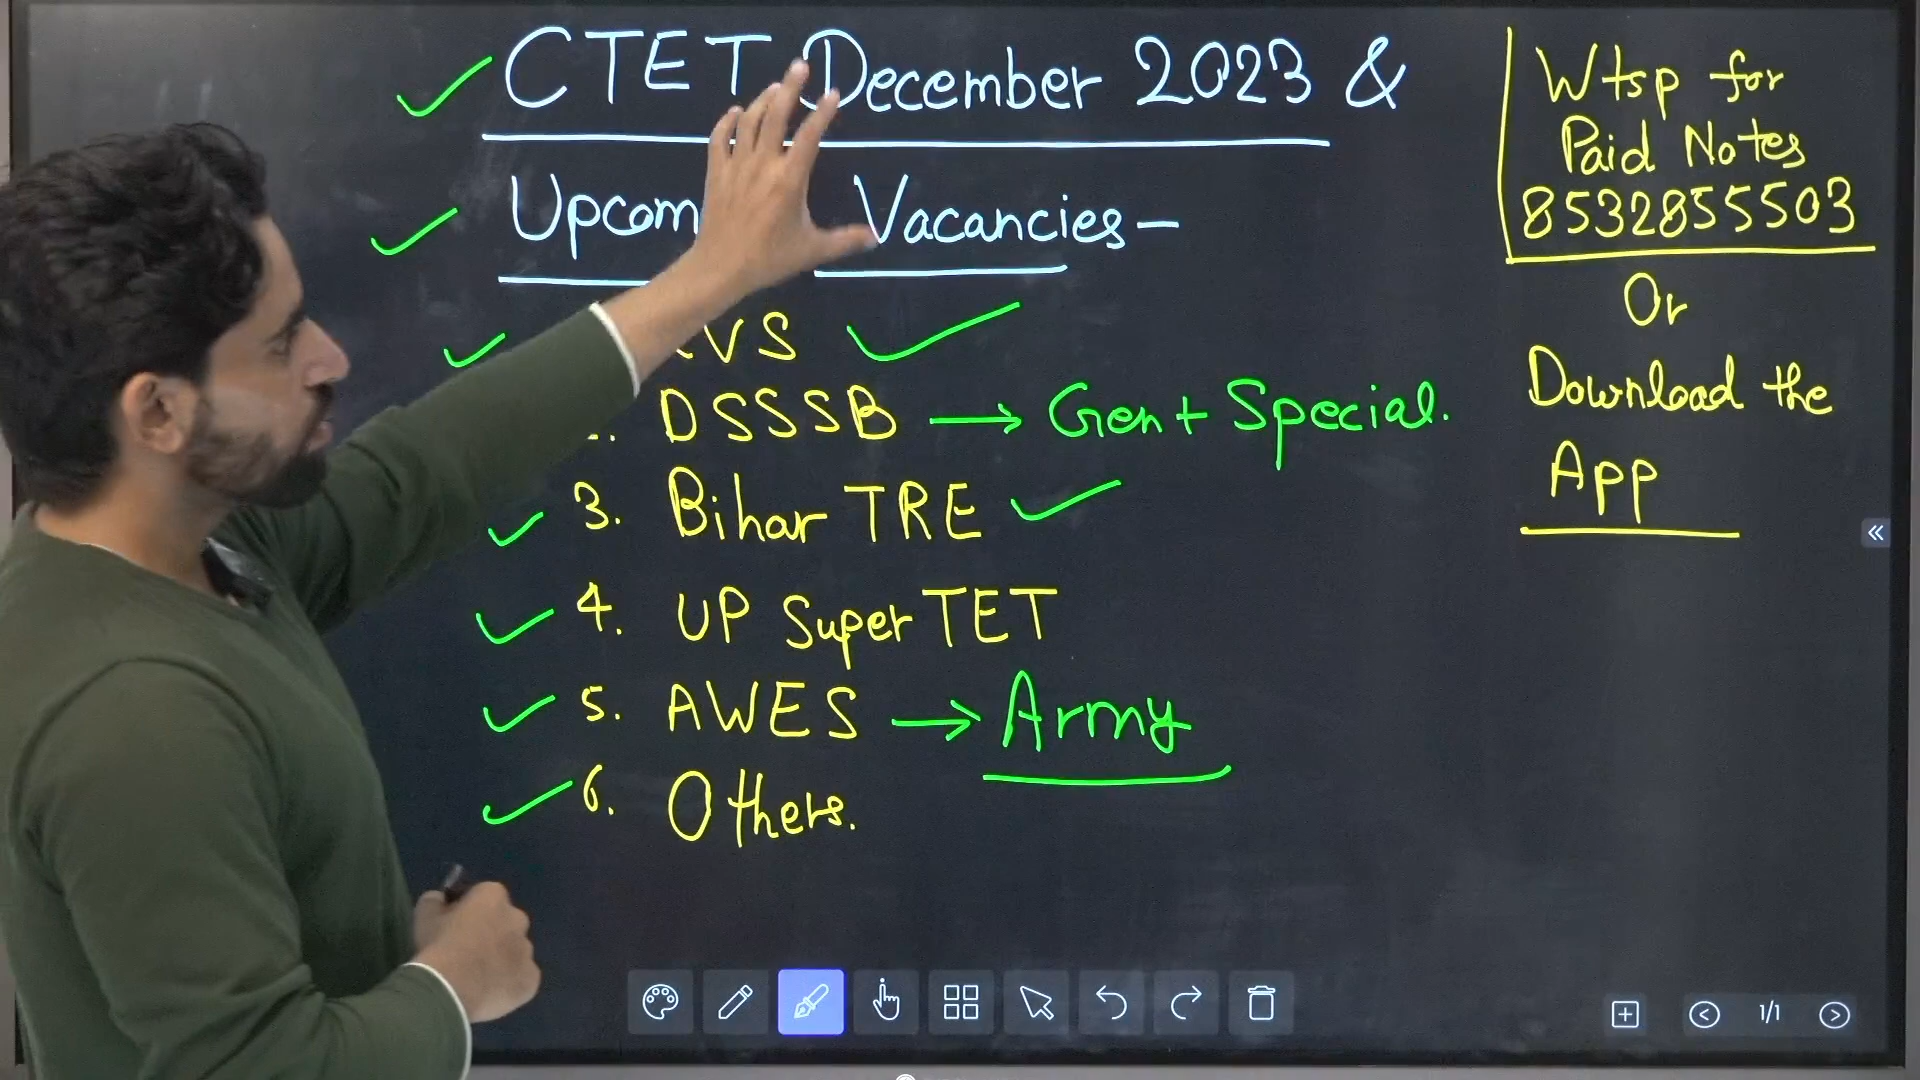 CTET December 2023 &
Upcom Vacancies-
VS
DSSSB → Gen + Special.
3. Bihar TRE
4. UP Super TET
5. AWES → Army
6. Others.
Wtsp for
Paid Notes
8532855503
Or
Download the
App
1/1